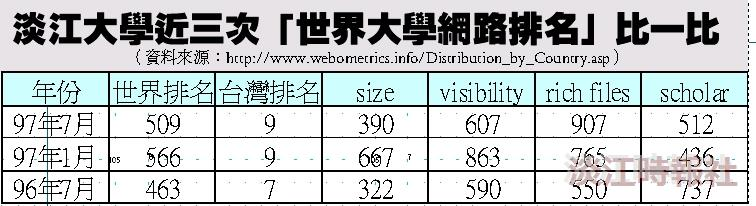 淡江大學近三次「世界大學網路排名」比一比
（資料來源：http://www.webometrics.info/Distribution_by_Country.asp）
年份 世界排名 台灣排名 size visibility rich files scholar
97年7月 509 9 390 607 907 512
97年1月 566 9 667 863 765 436
96年7月 463 7 322 590 550 737
淡江時報社